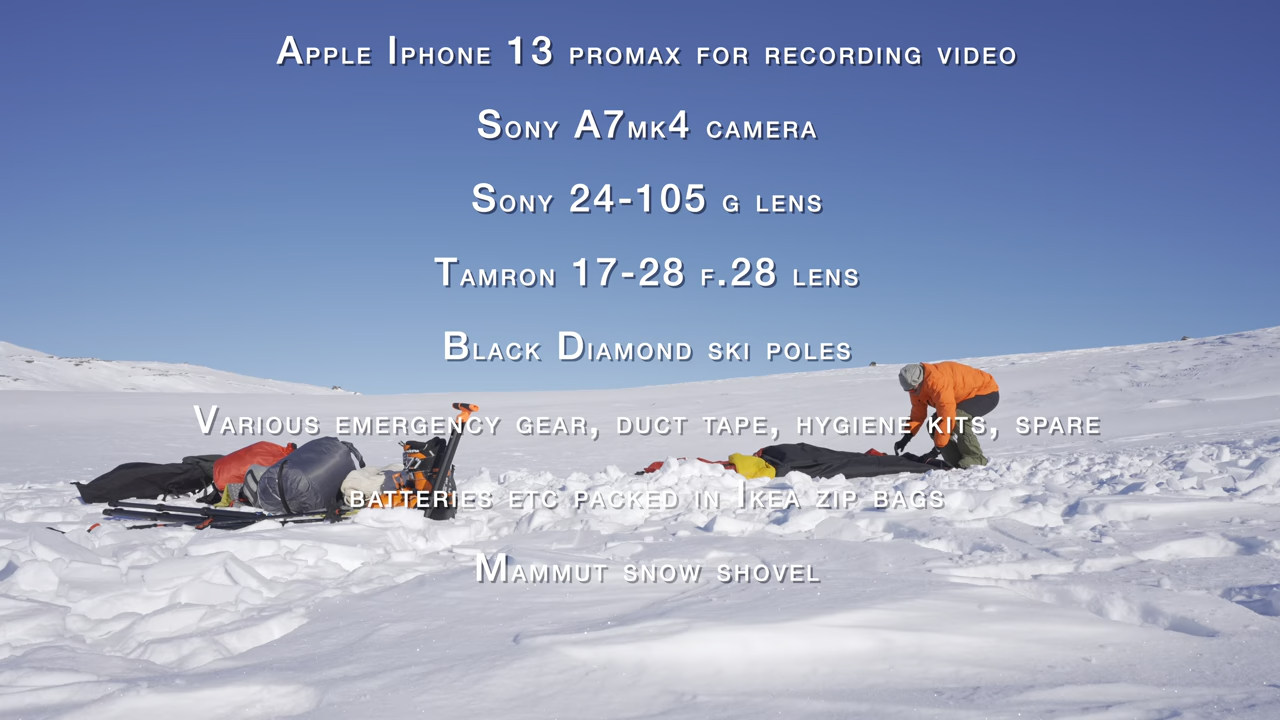 Apple Iphone 13 promax for recording video
Sony A7mk4 camera
Sony 24-105 g lens
Tamron 17-28 f.28 lens
Black Diamond ski poles
Various emergency gear, duct tape, hygiene kits, spare
batteries etc packed in Ikea zip bags
Mammut snow shovel